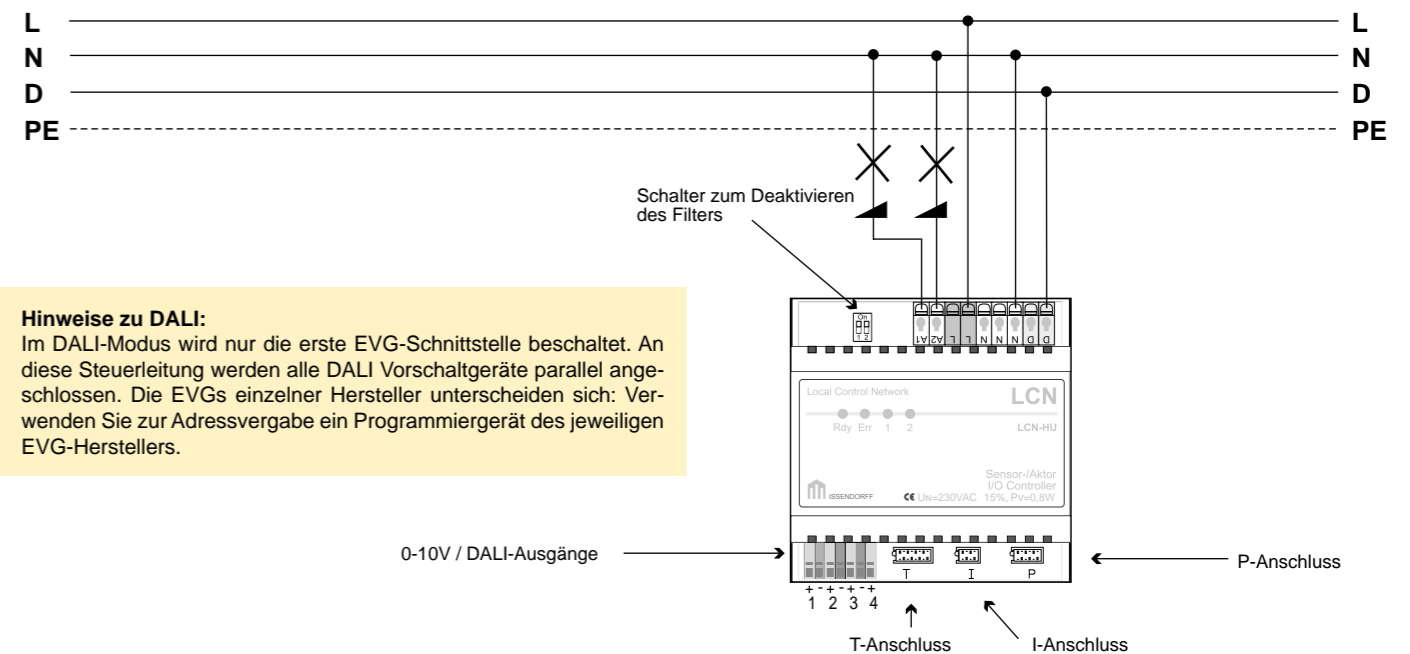 L L
N N
D D
PE PE
Schalter zum Deaktivieren
des Filters
Hinweise zu DALI:
Im DALI-Modus wird nur die erste EVG-Schnittstelle beschaltet. An
diese Steuerleitung werden alle DALI Vorschaltgeräte parallel ange-
schlossen. Die EVGs einzelner Hersteller unterscheiden sich: Ver-
wenden Sie zur Adressvergabe ein Programmiergerät des jeweiligen
EVG-Herstellers.
On
1 2
A1 A2 L L N N N D D
Local Control Network LCN
Rdy Err 1 2 LCN-HU
Sensor-/Aktor
I/O Controller
ISSENDORFF CE UN=230VAC 15%, PV=0,8W
0-10V / DALI-Ausgänge
T I P
P-Anschluss
+ - + - + - +
1 2 3 4
T-Anschluss I-Anschluss